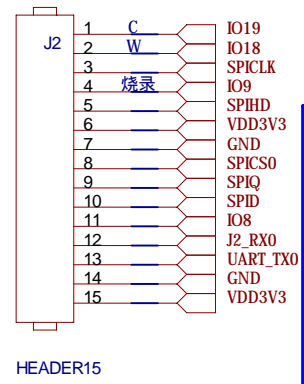 J2
1 C IO19
2 W IO18
3 SPICLK
4 烧录 IO9
5 SPIHD
6 VDD3V3
7 GND
8 SPICS0
9 SPIQ
10 SPID
11 IO8
12 J2_RX0
13 UART_TX0
14 GND
15 VDD3V3
HEADER15